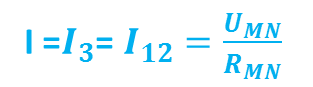 I = I₃ = I₁₂ = U_MN / R_MN